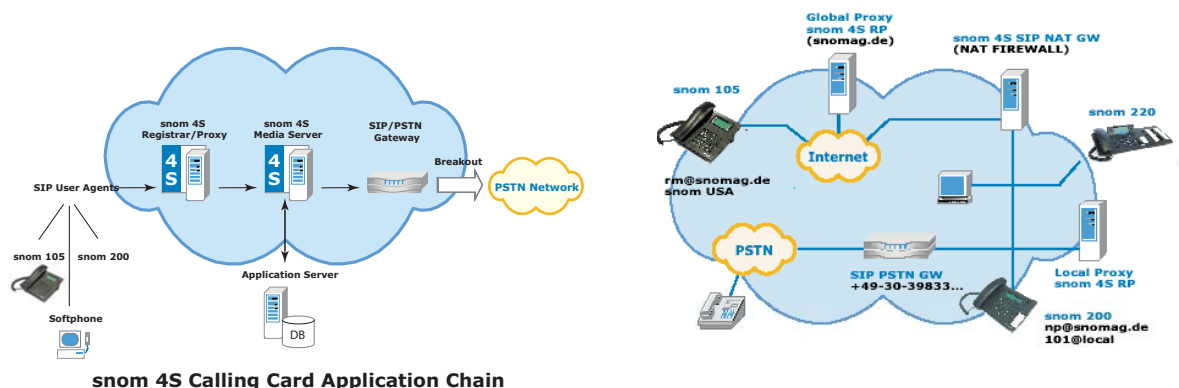 snom 4S
Registrar/Proxy
snom 4S
Media Server
SIP/PSTN
Gateway
4
S
4
S
Breakout
PSTN Network
SIP User Agents
snom 105
snom 200
Softphone
Application Server
DB
snom 4S Calling Card Application Chain
Global Proxy
snom 4S RP
(snomag.de)
snom 4S SIP NAT GW
(NAT FIREWALL)
snom 105
snom 220
Internet
rm@snomag.de
snom USA
PSTN
SIP PSTN GW
+49-30-39833...
Local Proxy
snom 4S RP
snom 200
np@snomag.de
101@local